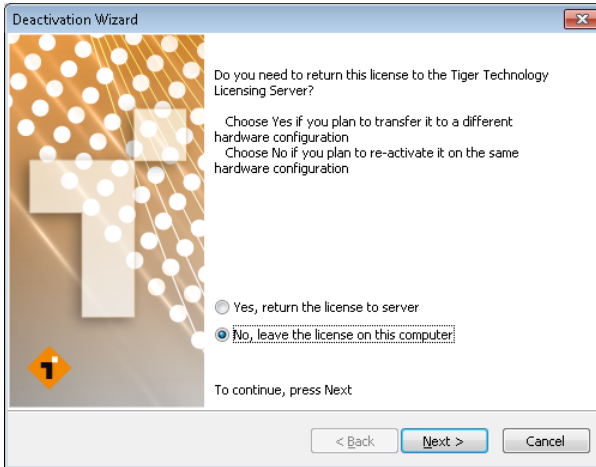 Deactivation Wizard
Do you need to return this license to the Tiger Technology
Licensing Server?
Choose Yes if you plan to transfer it to a different
hardware configuration
Choose No if you plan to re-activate it on the same
hardware configuration
Yes, return the license to server
No, leave the license on this computer
To continue, press Next
< Back
Next >
Cancel